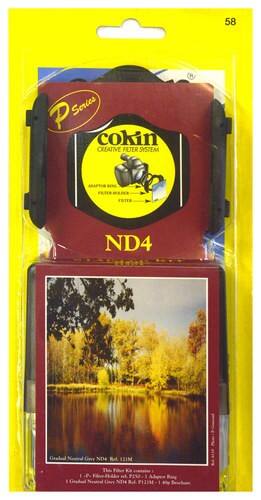 58
P Series
®
cokin
CREATIVE FILTER SYSTEM
ADAPTOR RING
FILTER-HOLDER
FILTER
ND4
Gradual Neutral Grey ND4 Ref. 121M
This Filter Kit contains :
1 «P» Filter-Holder ref. P250 - 1 Adaptor Ring
1 Gradual Neutral Grey ND4 Ref. P121M - 1 40p Brochure